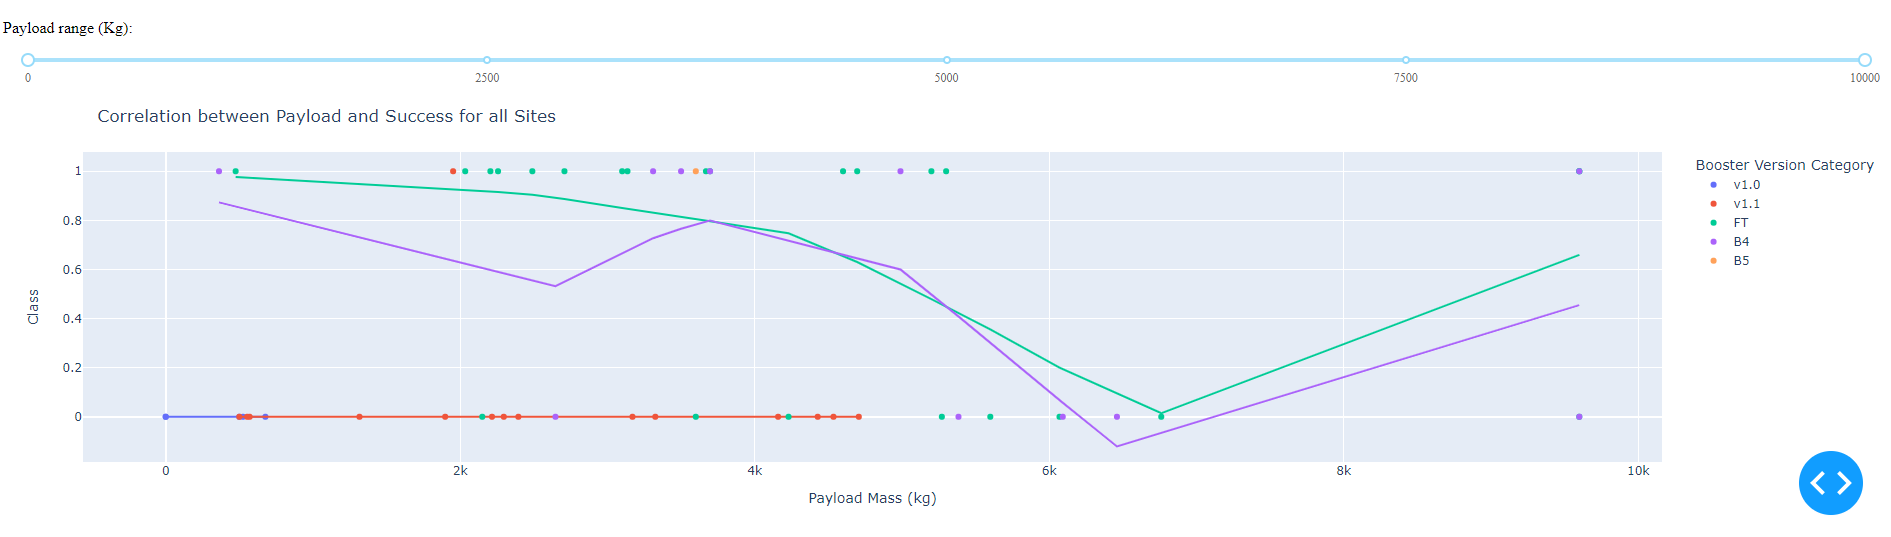 Payload range (Kg):
0 2500 5000 7500 10000
Correlation between Payload and Success for all Sites
Booster Version Category
v1.0
v1.1
FT
B4
B5
Class
1
0.8
0.6
0.4
0.2
0
0 2k 4k 6k 8k 10k
Payload Mass (kg)